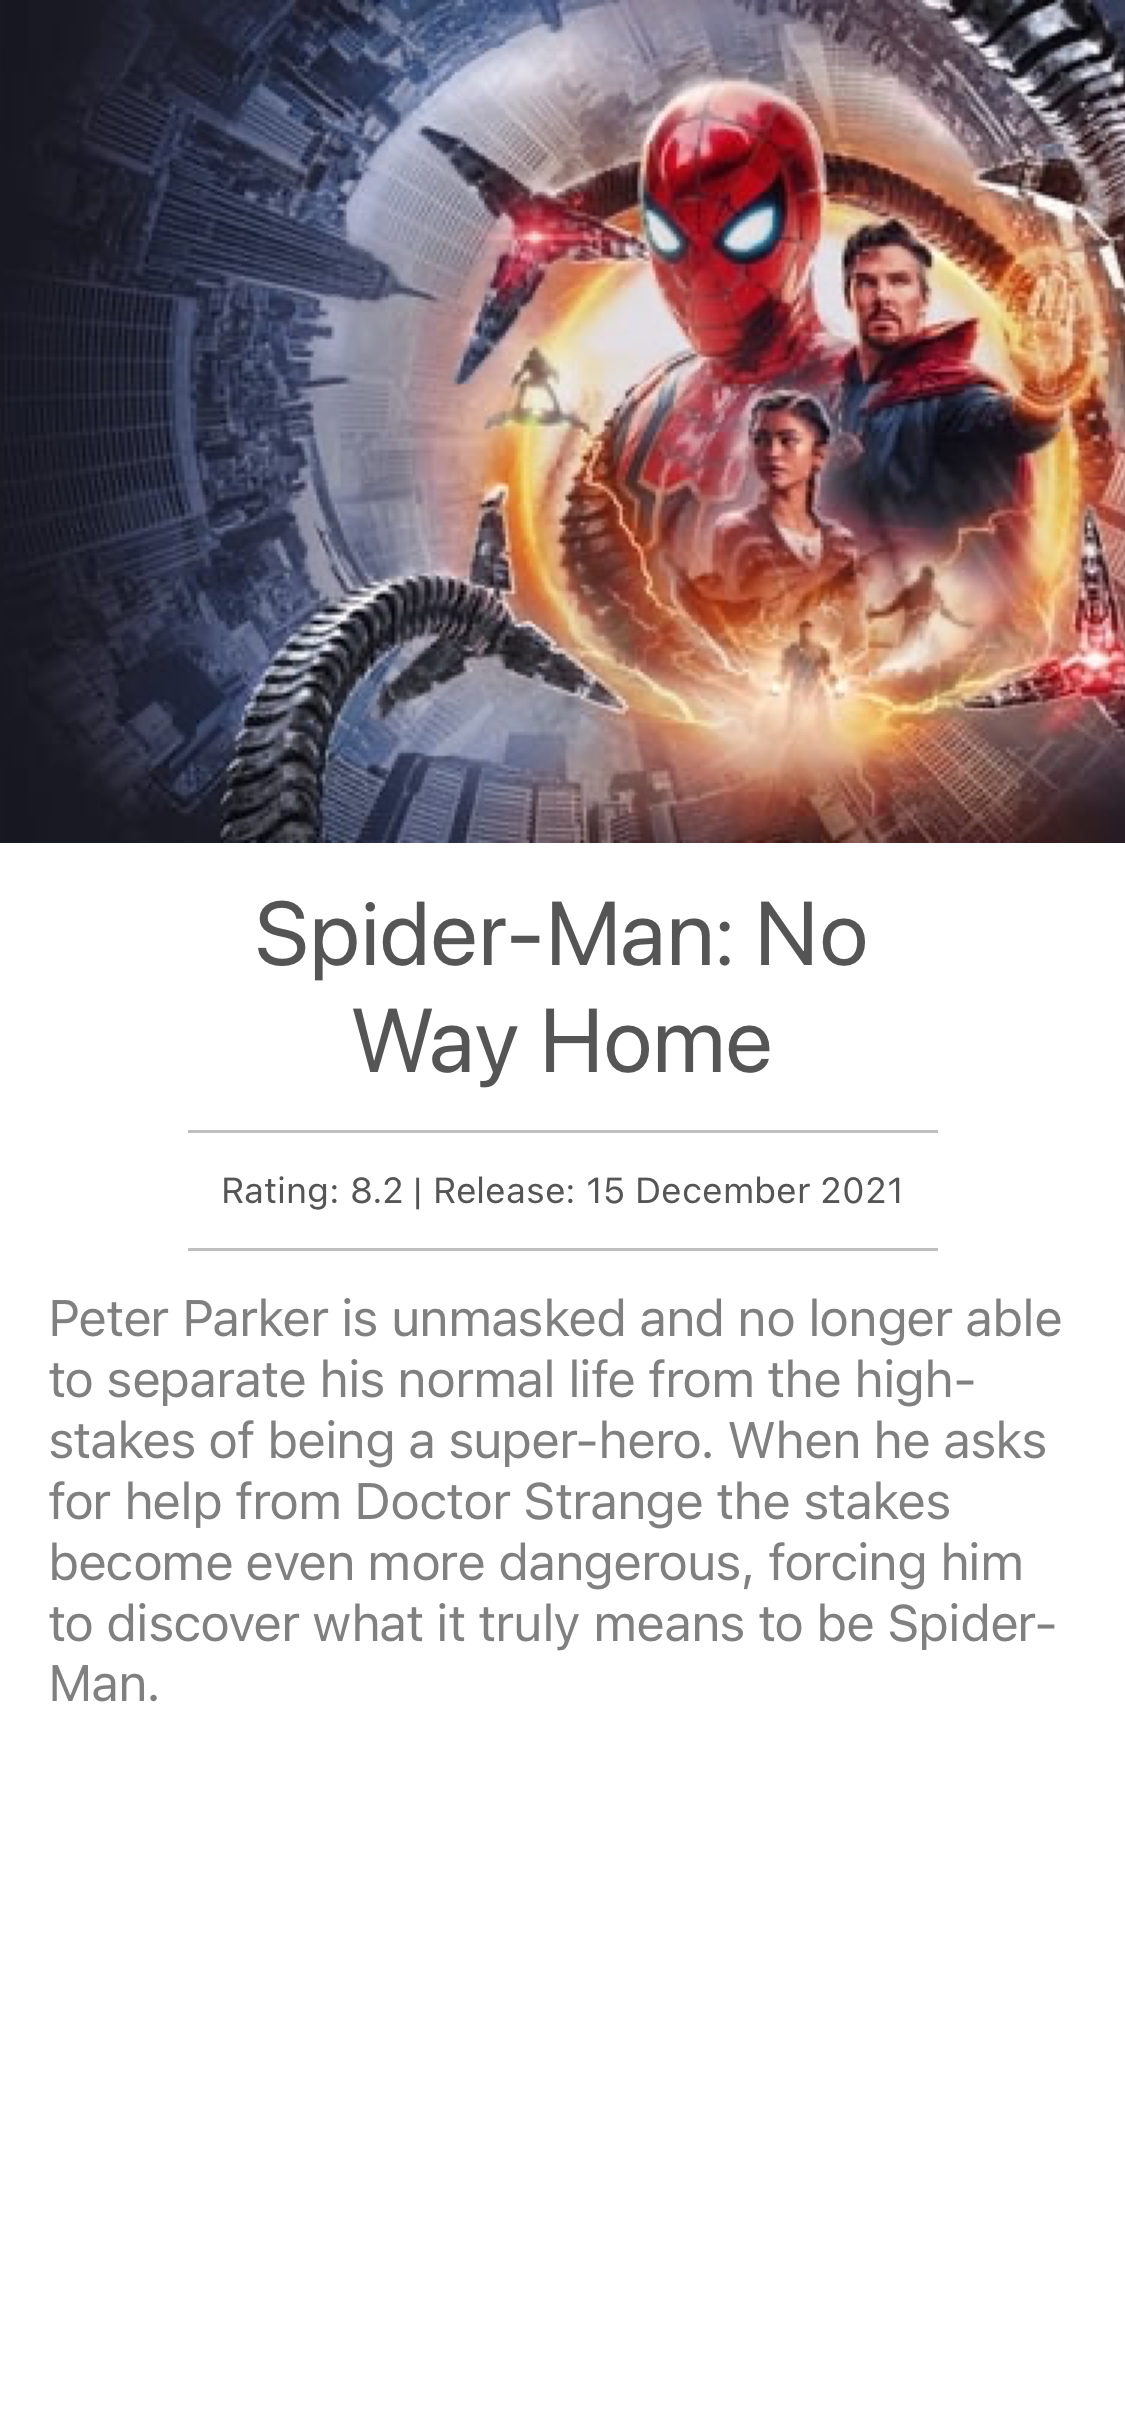 Spider-Man: No
Way Home
Rating: 8.2 | Release: 15 December 2021
Peter Parker is unmasked and no longer able
to separate his normal life from the high-
stakes of being a super-hero. When he asks
for help from Doctor Strange the stakes
become even more dangerous, forcing him
to discover what it truly means to be Spider-
Man.